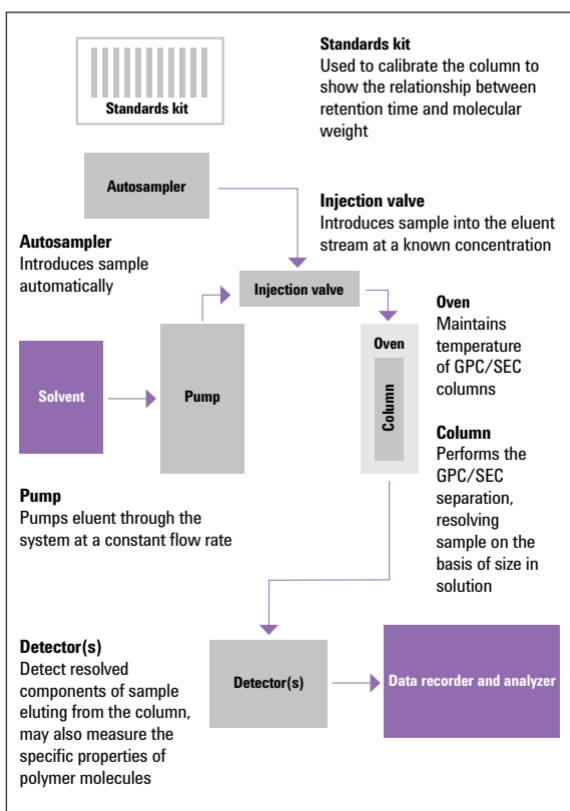 Standards kit
Standards kit
Used to calibrate the column to
show the relationship between
retention time and molecular
weight
Autosampler
Injection valve
Introduces sample into the eluent
stream at a known concentration
Autosampler
Introduces sample
automatically
Injection valve
Oven
Maintains
temperature
of GPC/SEC
columns
Oven
Column
Solvent
Pump
Column
Performs the
GPC/SEC
separation,
resolving
sample on the
basis of size in
solution
Pump
Pumps eluent through the
system at a constant flow rate
Detector(s)
Detect resolved
components of sample
eluting from the column,
may also measure the
specific properties of
polymer molecules
Detector(s)
Data recorder and analyzer